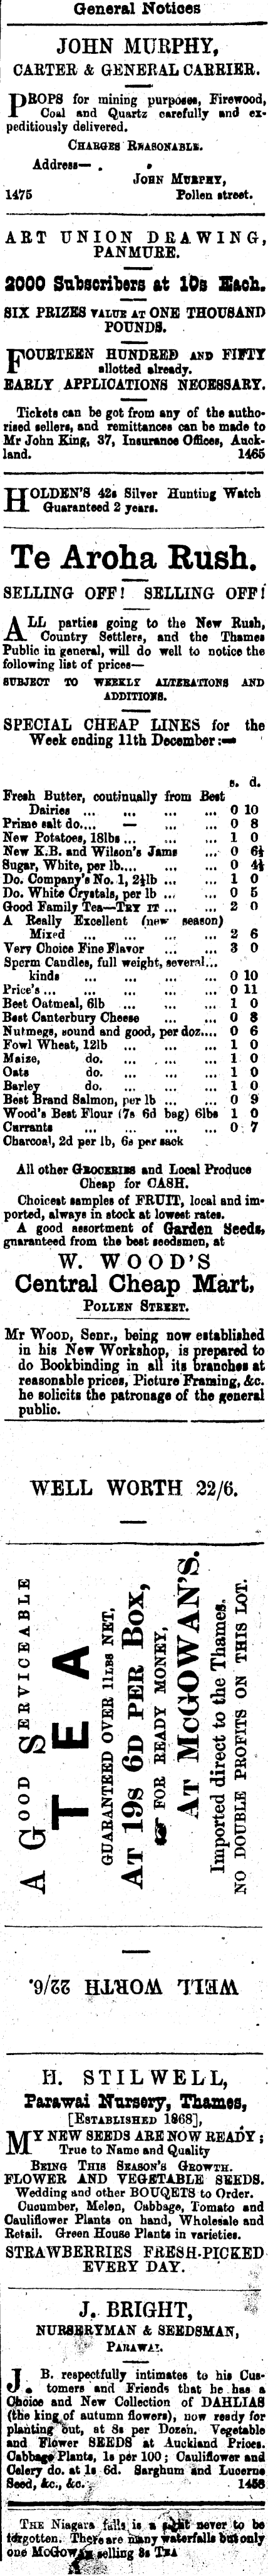 General Notices
JOHN MURPHY,
CARTER & GENERAL CARRIER.
PROPS for mining purposes, Firewood,
Coal and Quartz carefully and ex-
peditiously delivered.
CHARGES REASONABLE.
Address—
JOHN MURPHY,
1475 Pollen street.
ART UNION DRAWING,
PANMURE.
2000 Subscribers at 10s Each.
SIX PRIZES VALUE AT ONE THOUSAND
POUNDS.
FOURTEEN HUNDRED AND FIFTY
allotted already.
EARLY APPLICATIONS NECESSARY.
Tickets can be got from any of the autho-
rised sellers, and remittances can be made to
Mr John King, 37, Insurance Offices, Auck-
land. 1465
HOLDEN'S 42s Silver Hunting Watch
Guaranteed 2 years.
Te Aroha Rush.
SELLING OFF! SELLING OFF!
ALL parties going to the New Rush,
Country Settlers, and the Thames
Public in general, will do well to notice the
following list of prices—
SUBJECT TO WEEKLY ALTERATIONS AND
ADDITIONS.
SPECIAL CHEAP LINES for the
Week ending 11th December:—
s. d.
Fresh Butter, coutinually from Best
Dairies ... ... ... ... 0 10
Prime salt do.... — ... ... 0 8
New Potatoes, 18lbs ... ... ... 1 0
New K.B. and Wilson's Jams ... 0 6½
Sugar, White, per lb.... ... ... 0 4½
Do. Company's No. 1, 2½lb ... ... 1 0
Do. White Crystals, per lb ... ... 0 5
Good Family Tea—TRY IT ... ... 2 0
A Really Excellent (new season)
Mixed ... ... ... ... 2 6
Very Choice Fine Flavor ... ... 3 0
Sperm Candles, full weight, several...
kinds ... ... ... ... 0 10
Price's ... ... ... ... ... 0 11
Best Oatmeal, 6lb ... ... ... 1 0
Best Canterbury Cheese ... ... 0 8
Nutmegs, sound and good, per doz.... 0 6
Fowl Wheat, 12lb ... ... ... 1 0
Maize, do. ... ... ... 1 0
Oats do. ... ... ... 1 0
Barley do. ... ... ... 1 0
Best Brand Salmon, per lb ... ... 0 9
Wood's Best Flour (7s 6d bag) 6lbs 1 0
Currants ... ... ... ... 0 7
Charcoal, 2d per lb, 6s per sack
All other GROCERIES and Local Produce
Cheap for CASH.
Choicest samples of FRUIT, local and im-
ported, always in stock at lowest rates.
A good assortment of Garden Seeds,
guaranteed from the best seedsmen, at
W. WOOD'S
Central Cheap Mart,
POLLEN STREET.
Mr WOOD, Senr., being now established
in his New Workshop, is prepared to
do Bookbinding in all its branches at
reasonable prices, Picture Framing, &c.
he solicits the patronage of the general
public.
WELL WORTH 22/6.
A GOOD SERVICEABLE
TEA
GUARANTEED OVER 11LBS NET,
AT 19S 6D PER BOX,
FOR READY MONEY,
AT MCGOWAN'S.
Imported direct to the Thames.
NO DOUBLE PROFITS ON THIS LOT.
WELL WORTH 22/6.
H. STILWELL,
Parawai Nursery, Thames,
[ESTABLISHED 1868],
MY NEW SEEDS ARE NOW READY;
True to Name and Quality
BEING THIS SEASON'S GROWTH.
FLOWER AND VEGETABLE SEEDS.
Wedding and other BOUQETS to Order.
Cucumber, Melon, Cabbage, Tomato and
Cauliflower Plants on hand, Wholesale and
Retail. Green House Plants in varieties.
STRAWBERRIES FRESH-PICKED
EVERY DAY.
J. BRIGHT,
NURSERYMAN & SEEDSMAN,
PARAWAI.
J. B. respectfully intimates to his Cus-
tomers and Friends that he has a
Choice and New Collection of DAHLIAS
(the king of autumn flowers), now ready for
planting out, at 8s per Dozen. Vegetable
and Flower SEEDS at Auckland Prices.
Cabbage Plants, 1s per 100; Cauliflower and
Celery do. at 1s 6d. Sarghum and Lucerne
Seed, &c., &c. 1458
THE Niagara falls is a sight never to be
forgotten. There are many waterfalls but only
one McGowan selling 3s TEA